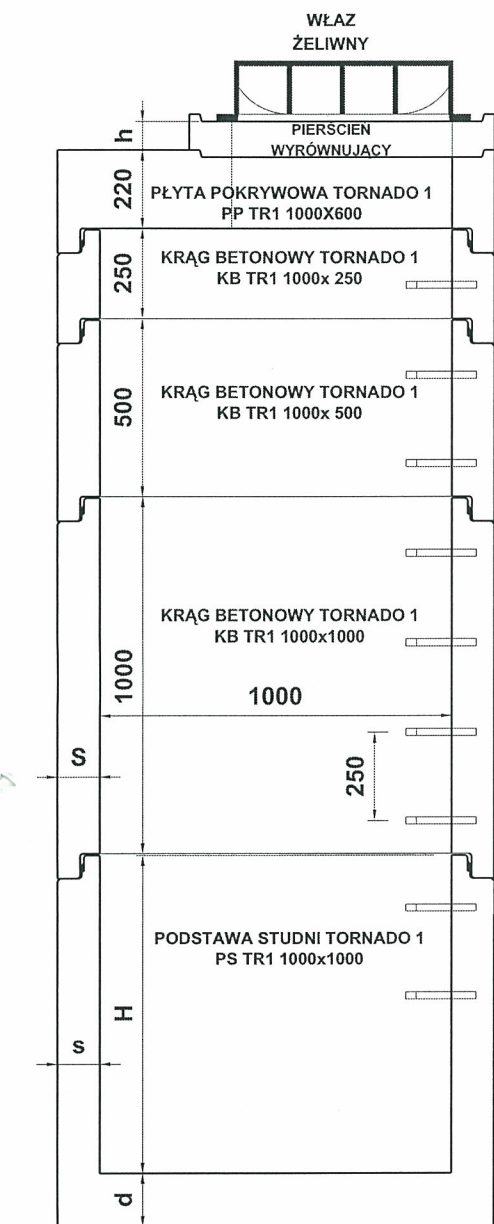 WŁAZ
ŻELIWNY
h
PIERSCIEŃ
WYRÓWNUJĄCY
220
PŁYTA POKRYWOWA TORNADO 1
PP TR1 1000X600
250
KRĄG BETONOWY TORNADO 1
KB TR1 1000x 250
500
KRĄG BETONOWY TORNADO 1
KB TR1 1000x 500
KRĄG BETONOWY TORNADO 1
KB TR1 1000x1000
1000
1000
S
250
PODSTAWA STUDNI TORNADO 1
PS TR1 1000x1000
H
s
d